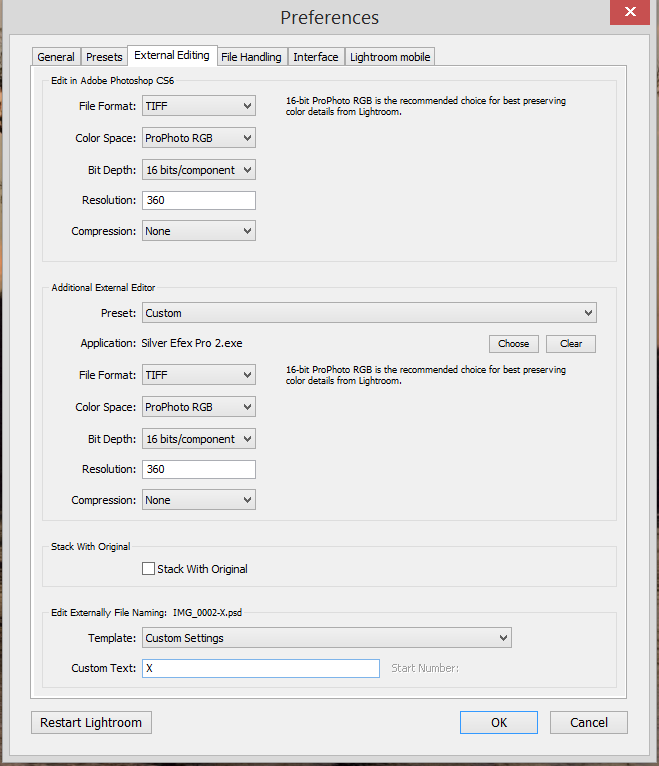 Preferences
General Presets External Editing File Handling Interface Lightroom mobile
Edit in Adobe Photoshop CS6
File Format: TIFF
16-bit ProPhoto RGB is the recommended choice for best preserving
color details from Lightroom.
Color Space: ProPhoto RGB
Bit Depth: 16 bits/component
Resolution: 360
Compression: None
Additional External Editor
Preset: Custom
Application: Silver Efex Pro 2.exe Choose Clear
File Format: TIFF
16-bit ProPhoto RGB is the recommended choice for best preserving
color details from Lightroom.
Color Space: ProPhoto RGB
Bit Depth: 16 bits/component
Resolution: 360
Compression: None
Stack With Original
Stack With Original
Edit Externally File Naming: IMG_0002-X.psd
Template: Custom Settings
Custom Text: X Start Number:
Restart Lightroom OK Cancel